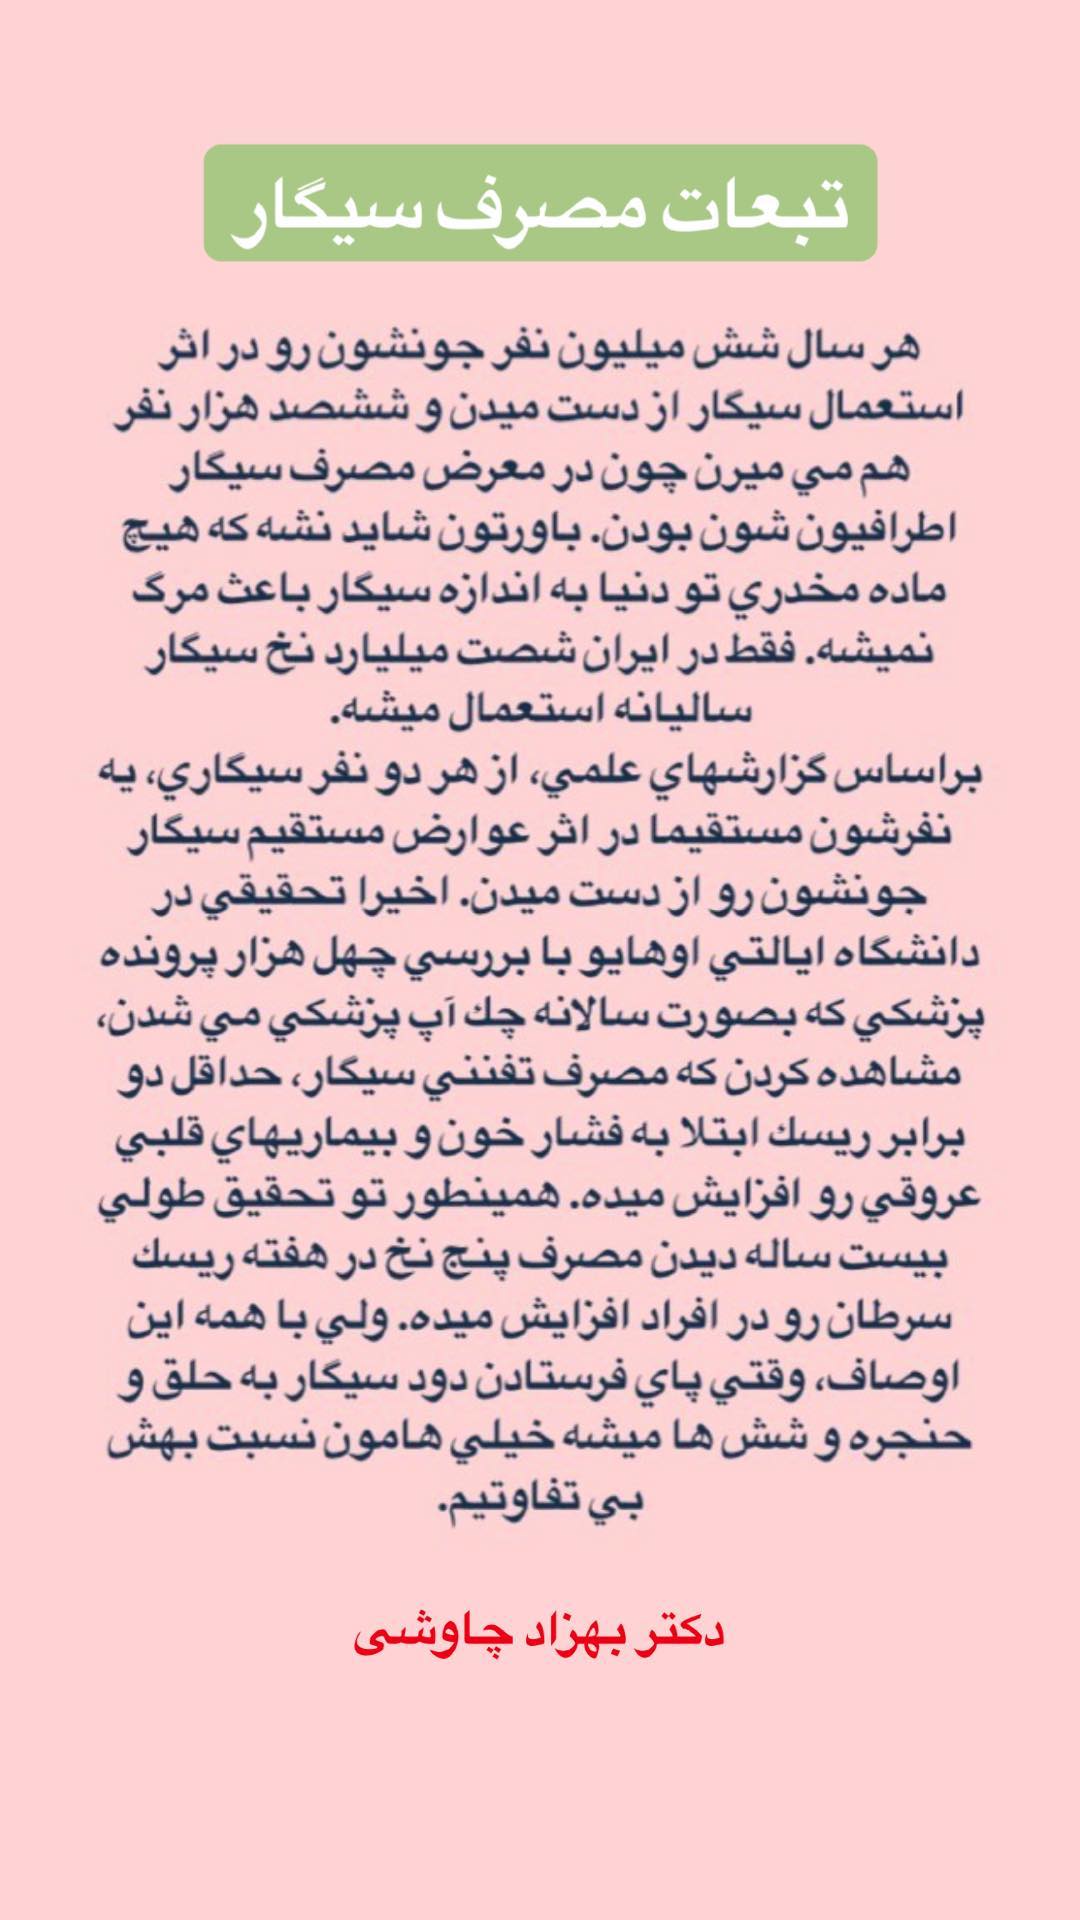 تبعات مصرف سیگار
هر سال شش ميليون نفر جونشون رو در اثر
استعمال سيگار از دست ميدن و ششصد هزار نفر
هم مي ميرن چون در معرض مصرف سيگار
اطرافيون شون بودن. باورتون شايد نشه كه هيچ
ماده مخدري تو دنيا به اندازه سيگار باعث مرگ
نميشه. فقط در ايران شصت ميليارد نخ سيگار
ساليانه استعمال ميشه.
براساس گزارشهاي علمي، از هر دو نفر سيگاري، يه
نفرشون مستقيما در اثر عوارض مستقيم سيگار
جونشون رو از دست ميدن. اخيرا تحقيقي در
دانشگاه ايالتي اوهايو با بررسي چهل هزار پرونده
پزشكي كه بصورت سالانه چك آپ پزشكي مي شدن،
مشاهده كردن كه مصرف تفنني سيگار، حداقل دو
برابر ريسك ابتلا به فشار خون و بيماريهاي قلبي
عروقي رو افزايش ميده. همينطور تو تحقيق طولي
بيست ساله ديدن مصرف پنج نخ در هفته ريسك
سرطان رو در افراد افزايش ميده. ولي با همه اين
اوصاف، وقتي پاي فرستادن دود سيگار به حلق و
حنجره و شش ها ميشه خيلي هامون نسبت بهش
بي تفاوتيم.
دکتر بهزاد چاوشی